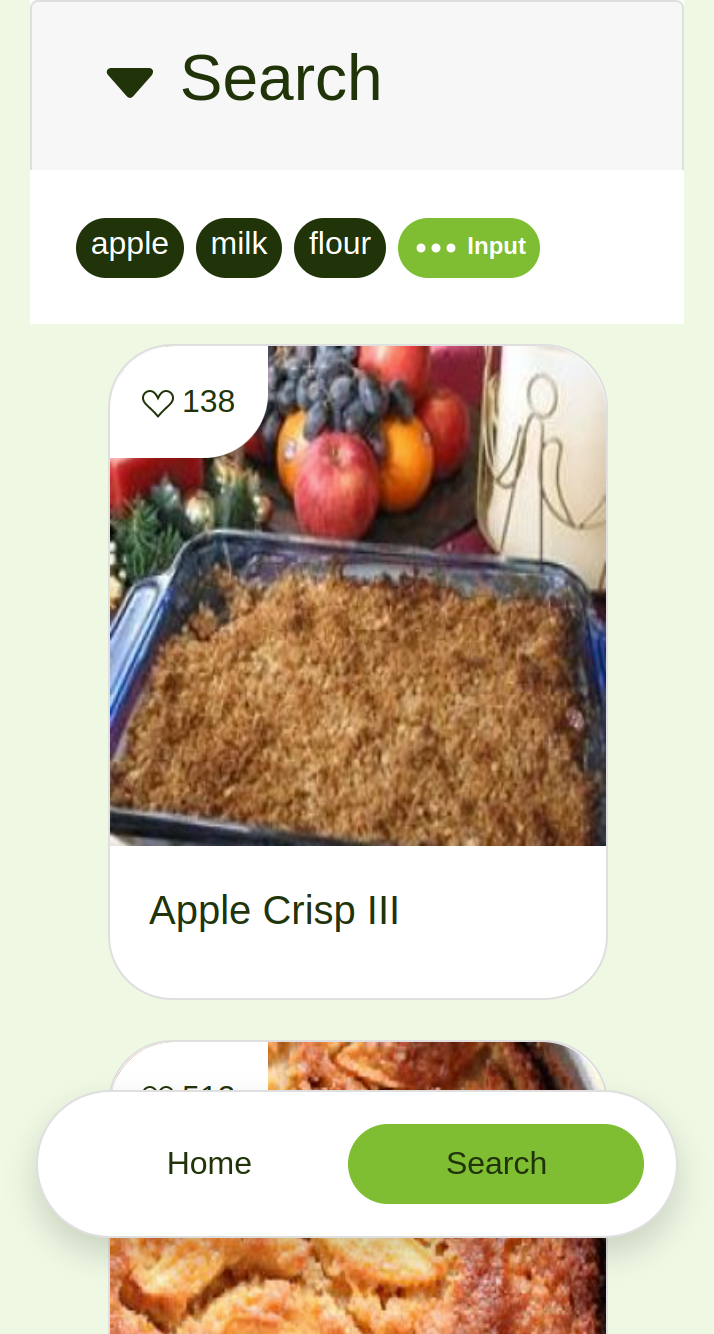 Search
apple milk flour ••• Input
138
Apple Crisp III
Home Search